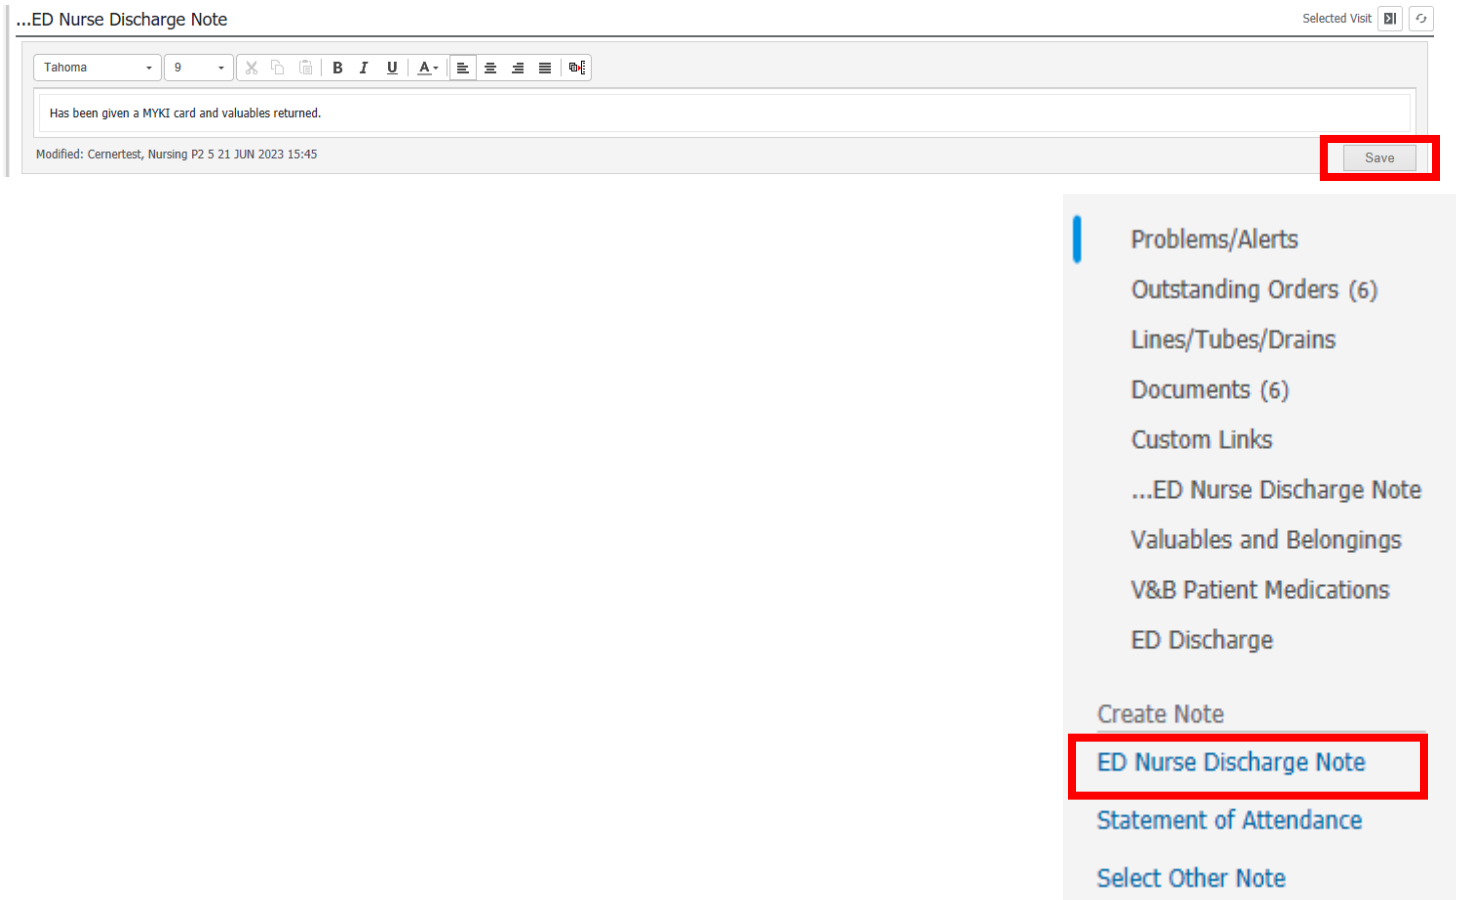 ...ED Nurse Discharge Note
Selected Visit
Tahoma 9 B I U A
Has been given a MYKI card and valuables returned.
Modified: Cernertest, Nursing P2 5 21 JUN 2023 15:45
Save
Problems/Alerts
Outstanding Orders (6)
Lines/Tubes/Drains
Documents (6)
Custom Links
...ED Nurse Discharge Note
Valuables and Belongings
V&B Patient Medications
ED Discharge
Create Note
ED Nurse Discharge Note
Statement of Attendance
Select Other Note